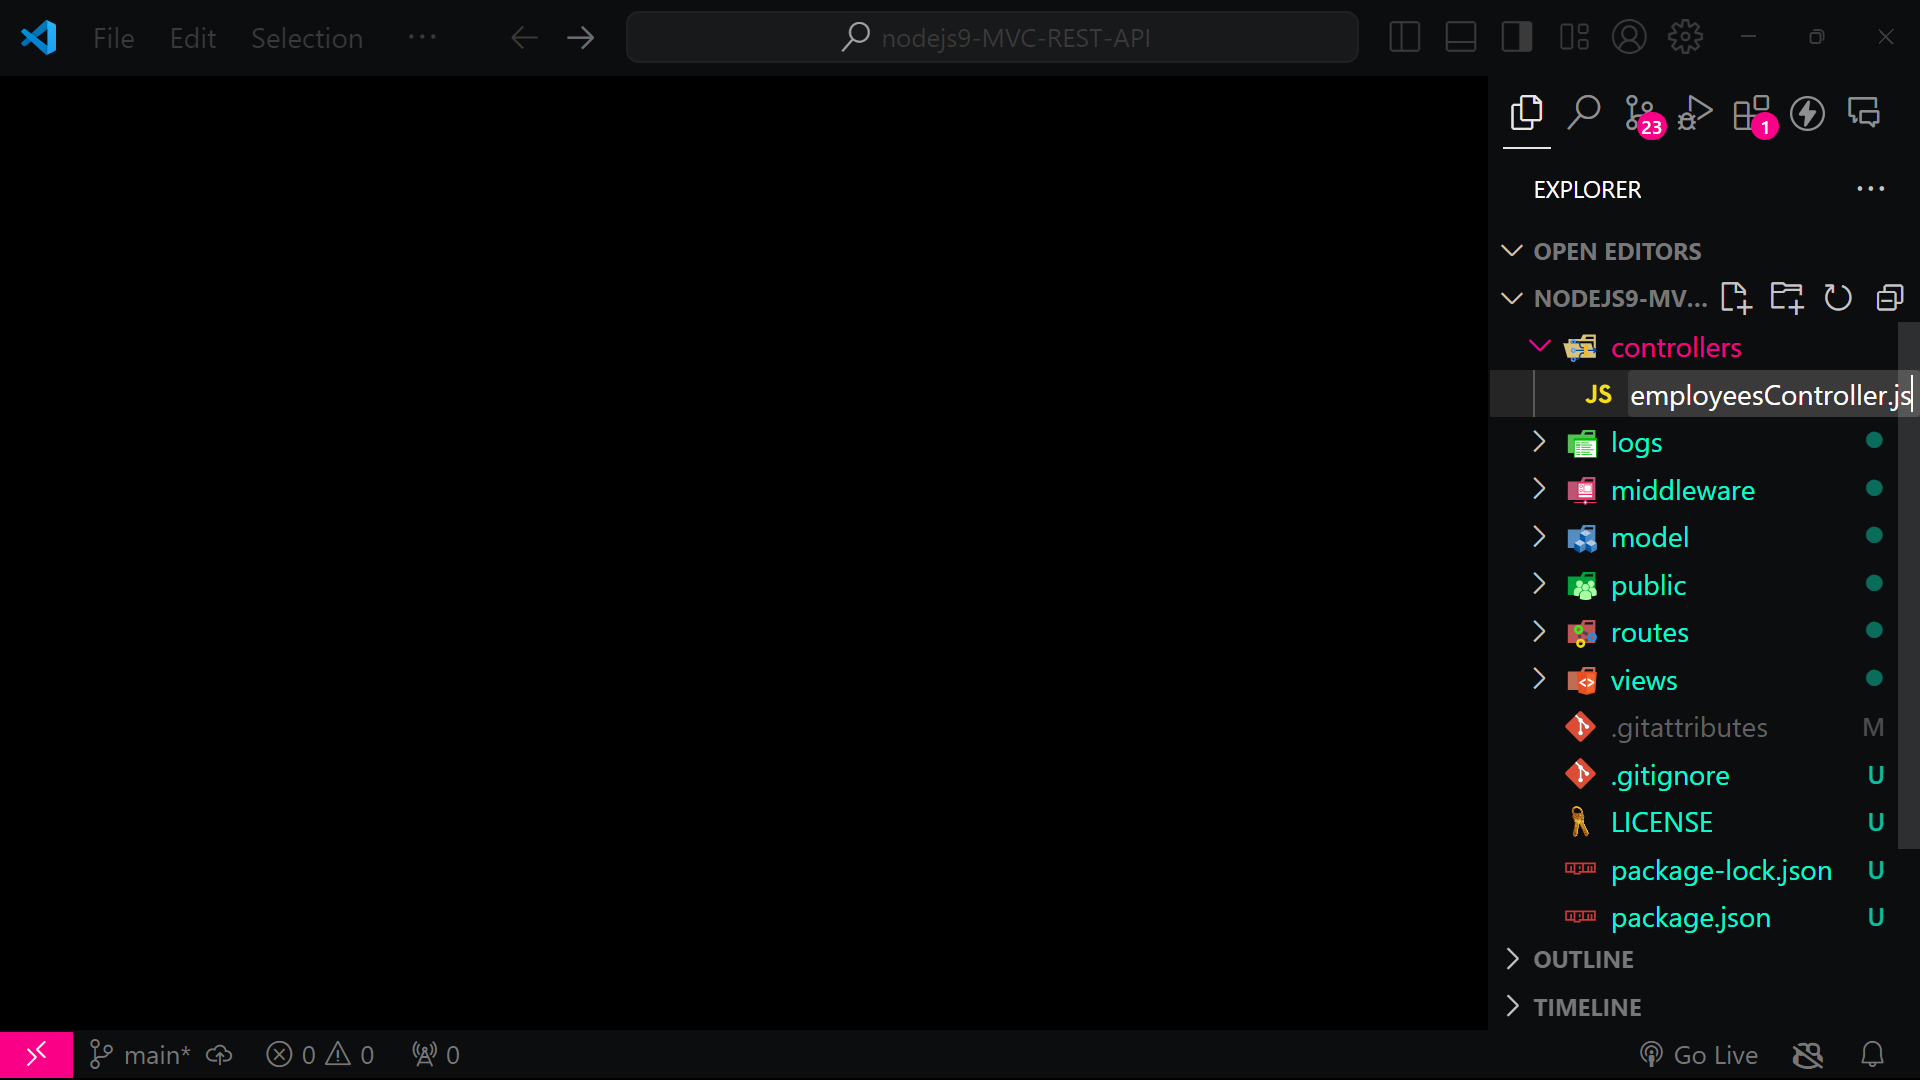 File Edit Selection ···
nodejs9-MVC-REST-API
23
1
EXPLORER
OPEN EDITORS
NODEJS9-MV...
controllers
JS employeesController.js
logs
middleware
model
public
routes
views
.gitattributes M
.gitignore U
LICENSE U
package-lock.json U
package.json U
OUTLINE
TIMELINE
main* 0 0 0 Go Live